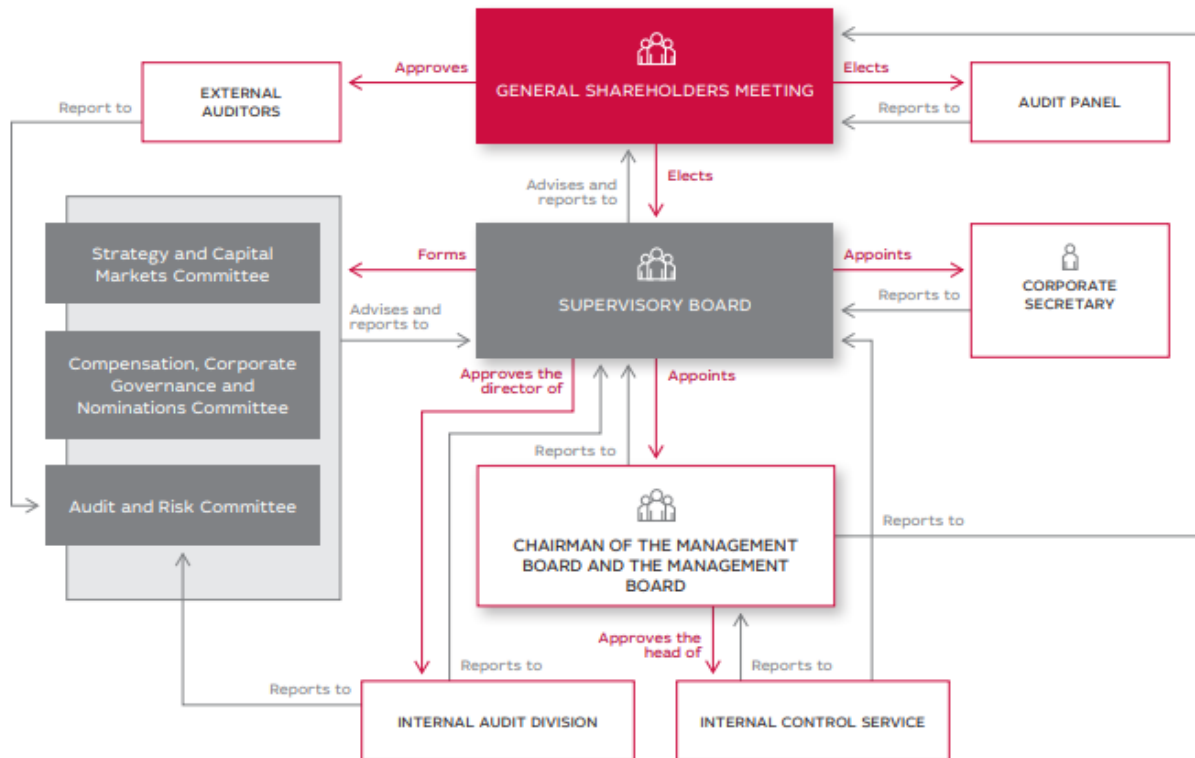 Approves
GENERAL SHAREHOLDERS MEETING
Elects
EXTERNAL
AUDITORS
Report to
AUDIT PANEL
Reports to
Advises and
reports to
Elects
Strategy and Capital
Markets Committee
Forms
SUPERVISORY BOARD
Appoints
CORPORATE
SECRETARY
Reports to
Advises and
reports to
Compensation, Corporate
Governance and
Nominations Committee
Approves the
director of
Appoints
Reports to
Audit and Risk Committee
CHAIRMAN OF THE MANAGEMENT
BOARD AND THE MANAGEMENT
BOARD
Reports to
Approves the
head of
Reports to
Reports to
Reports to
INTERNAL AUDIT DIVISION
INTERNAL CONTROL SERVICE